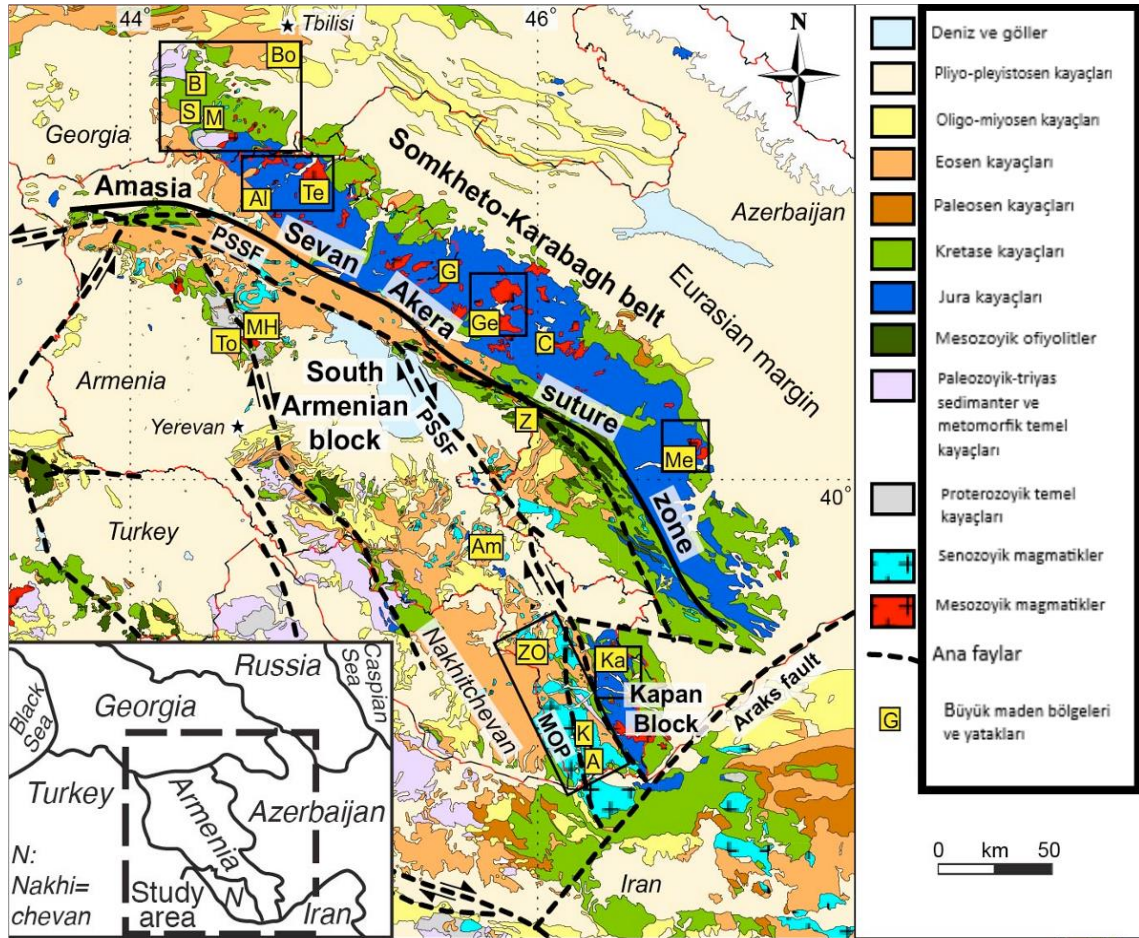 44°
Tbilisi
46°
N
Bo
B
S
M
Georgia
Amasia
Al
Te
Somkheto-Karabagh belt
Azerbaijan
Eurasian margin
PSSF
Sevan
Akera
suture
zone
G
Ge
C
MH
To
Armenia
South
Armenian
block
PSSF
Yerevan
Z
Me
40°
Turkey
Am
Nakhitchevan
ZO
Ka
Kapan
Block
MOP
K
A
Araks fault
Iran
Black
Sea
Russia
Caspian
Sea
Georgia
Turkey
Armenia
Azerbaijan
N:
Nakhi=
chevan
Study
area
N
Iran
Deniz ve göller
Pliyo-pleyistosen kayaçları
Oligo-miyosen kayaçları
Eosen kayaçları
Paleosen kayaçları
Kretase kayaçları
Jura kayaçları
Mesozoyik ofiyolitler
Paleozoyik-triyas
sedimanter ve
metomorfik temel
kayaçları
Proterozoyik temel
kayaçları
Senozoyik magmatikler
Mesozoyik magmatikler
Ana faylar
G
Büyük maden bölgeleri
ve yatakları
0 km 50